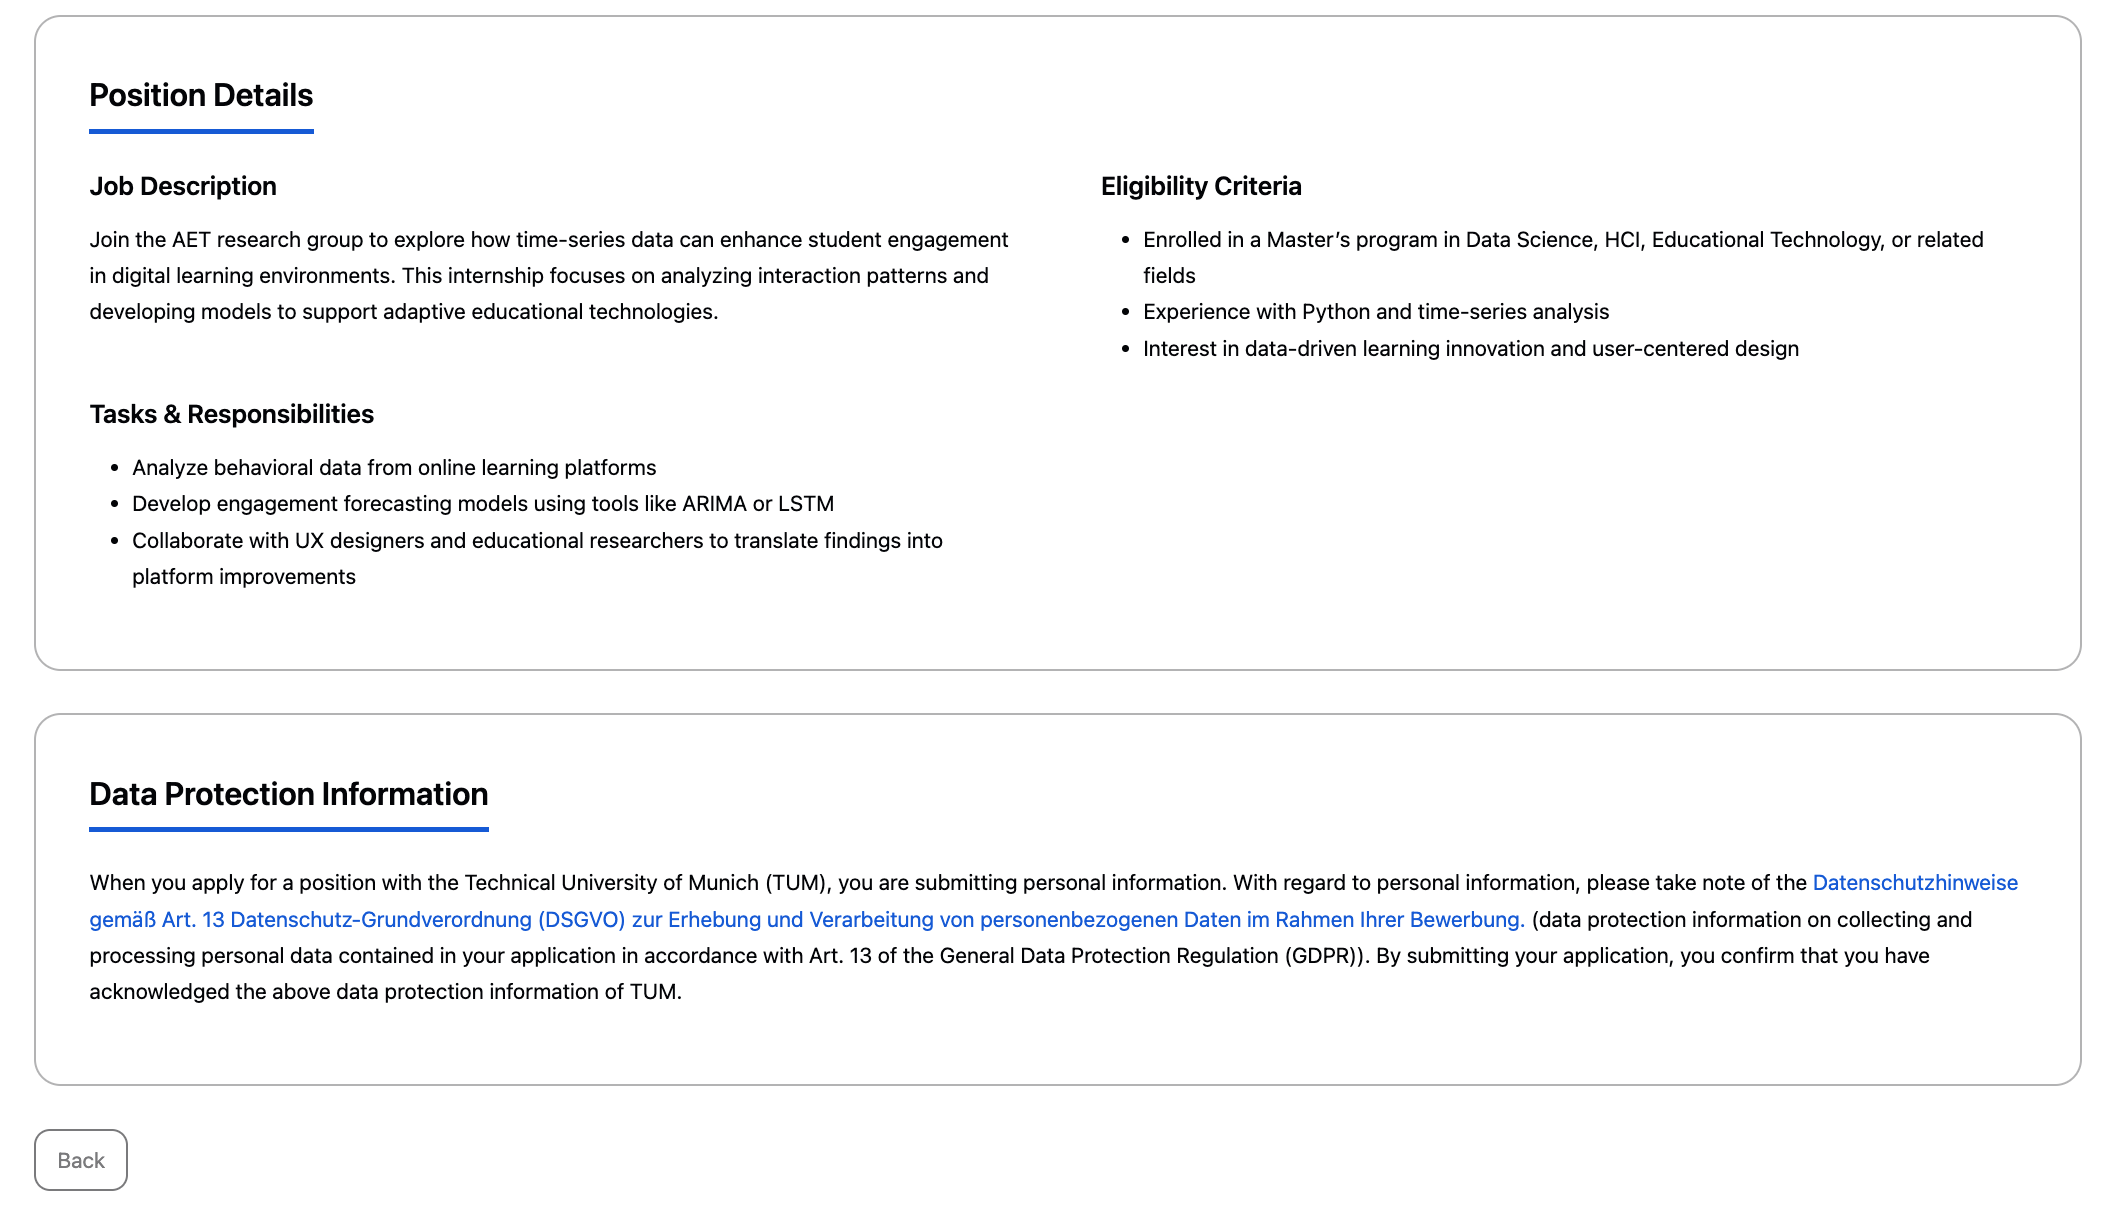 Position Details
Job Description
Join the AET research group to explore how time-series data can enhance student engagement
in digital learning environments. This internship focuses on analyzing interaction patterns and
developing models to support adaptive educational technologies.
Eligibility Criteria
• Enrolled in a Master’s program in Data Science, HCI, Educational Technology, or related
fields
• Experience with Python and time-series analysis
• Interest in data-driven learning innovation and user-centered design
Tasks & Responsibilities
• Analyze behavioral data from online learning platforms
• Develop engagement forecasting models using tools like ARIMA or LSTM
• Collaborate with UX designers and educational researchers to translate findings into
platform improvements
Data Protection Information
When you apply for a position with the Technical University of Munich (TUM), you are submitting personal information. With regard to personal information, please take note of the Datenschutzhinweise
gemäß Art. 13 Datenschutz-Grundverordnung (DSGVO) zur Erhebung und Verarbeitung von personenbezogenen Daten im Rahmen Ihrer Bewerbung. (data protection information on collecting and
processing personal data contained in your application in accordance with Art. 13 of the General Data Protection Regulation (GDPR)). By submitting your application, you confirm that you have
acknowledged the above data protection information of TUM.
Back